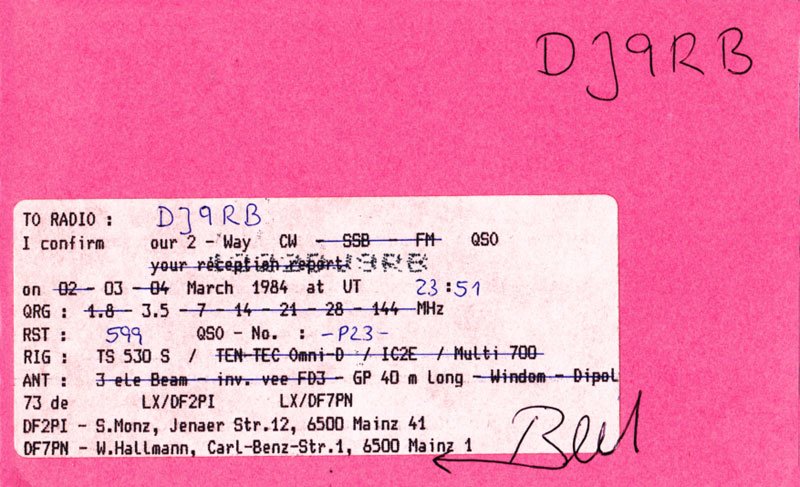 DJ9RB
TO RADIO : DJ9RB
I confirm our 2 - Way CW - SSB - FM QSO
your reception report
on 02 - 03 - 04 March 1984 at UT 23:51
QRG : 1.8 - 3.5 - 7 - 14 - 21 - 28 - 144 MHz
RST : 599 QSO - No. : -P23-
RIG : TS 530 S / TEN-TEC Omni-D / IC2E / Multi 700
ANT : 3 ele Beam - inv. vee FD3 - GP 40 m long - Windom - Dipol
73 de LX/DF2PI LX/DF7PN
DF2PI - S.Monz, Jenaer Str.12, 6500 Mainz 41
DF7PN - W.Hallmann, Carl-Benz-Str.1, 6500 Mainz 1